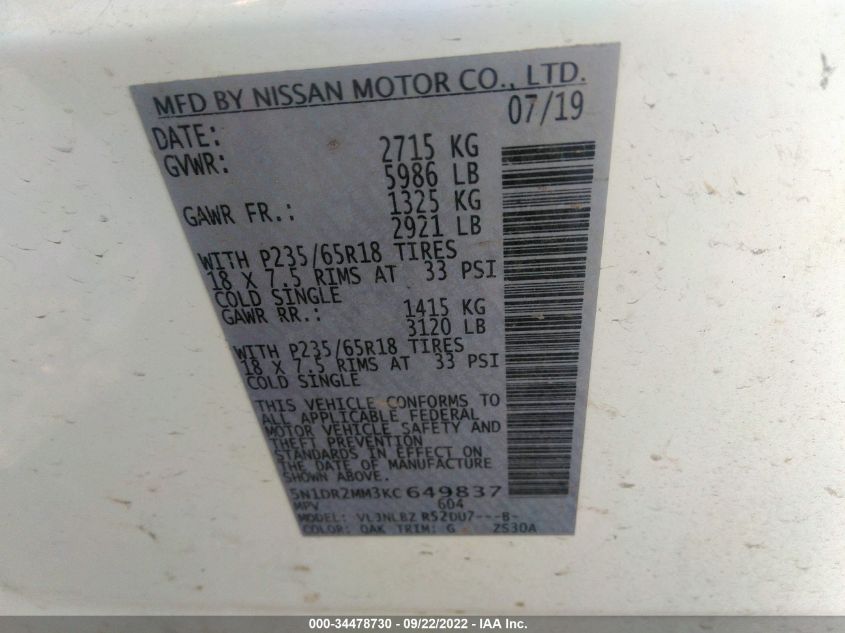 MFD BY NISSAN MOTOR CO., LTD.
DATE: 07/19
GVWR: 2715 KG
5986 LB
GAWR FR.: 1325 KG
2921 LB
WITH P235/65R18 TIRES
18 X 7.5 RIMS AT 33 PSI
COLD SINGLE
GAWR RR.: 1415 KG
3120 LB
WITH P235/65R18 TIRES
18 X 7.5 RIMS AT 33 PSI
COLD SINGLE
THIS VEHICLE CONFORMS TO
ALL APPLICABLE FEDERAL
MOTOR VEHICLE SAFETY AND
THEFT PREVENTION
STANDARDS IN EFFECT ON
THE DATE OF MANUFACTURE
SHOWN ABOVE.
5N1DR2MM3KC649837
MPV 604
MODEL: VL3NLBZ R52DU7---B-
COLOR: QAK TRIM: G ZS30A
000-34478730 - 09/22/2022 - IAA Inc.